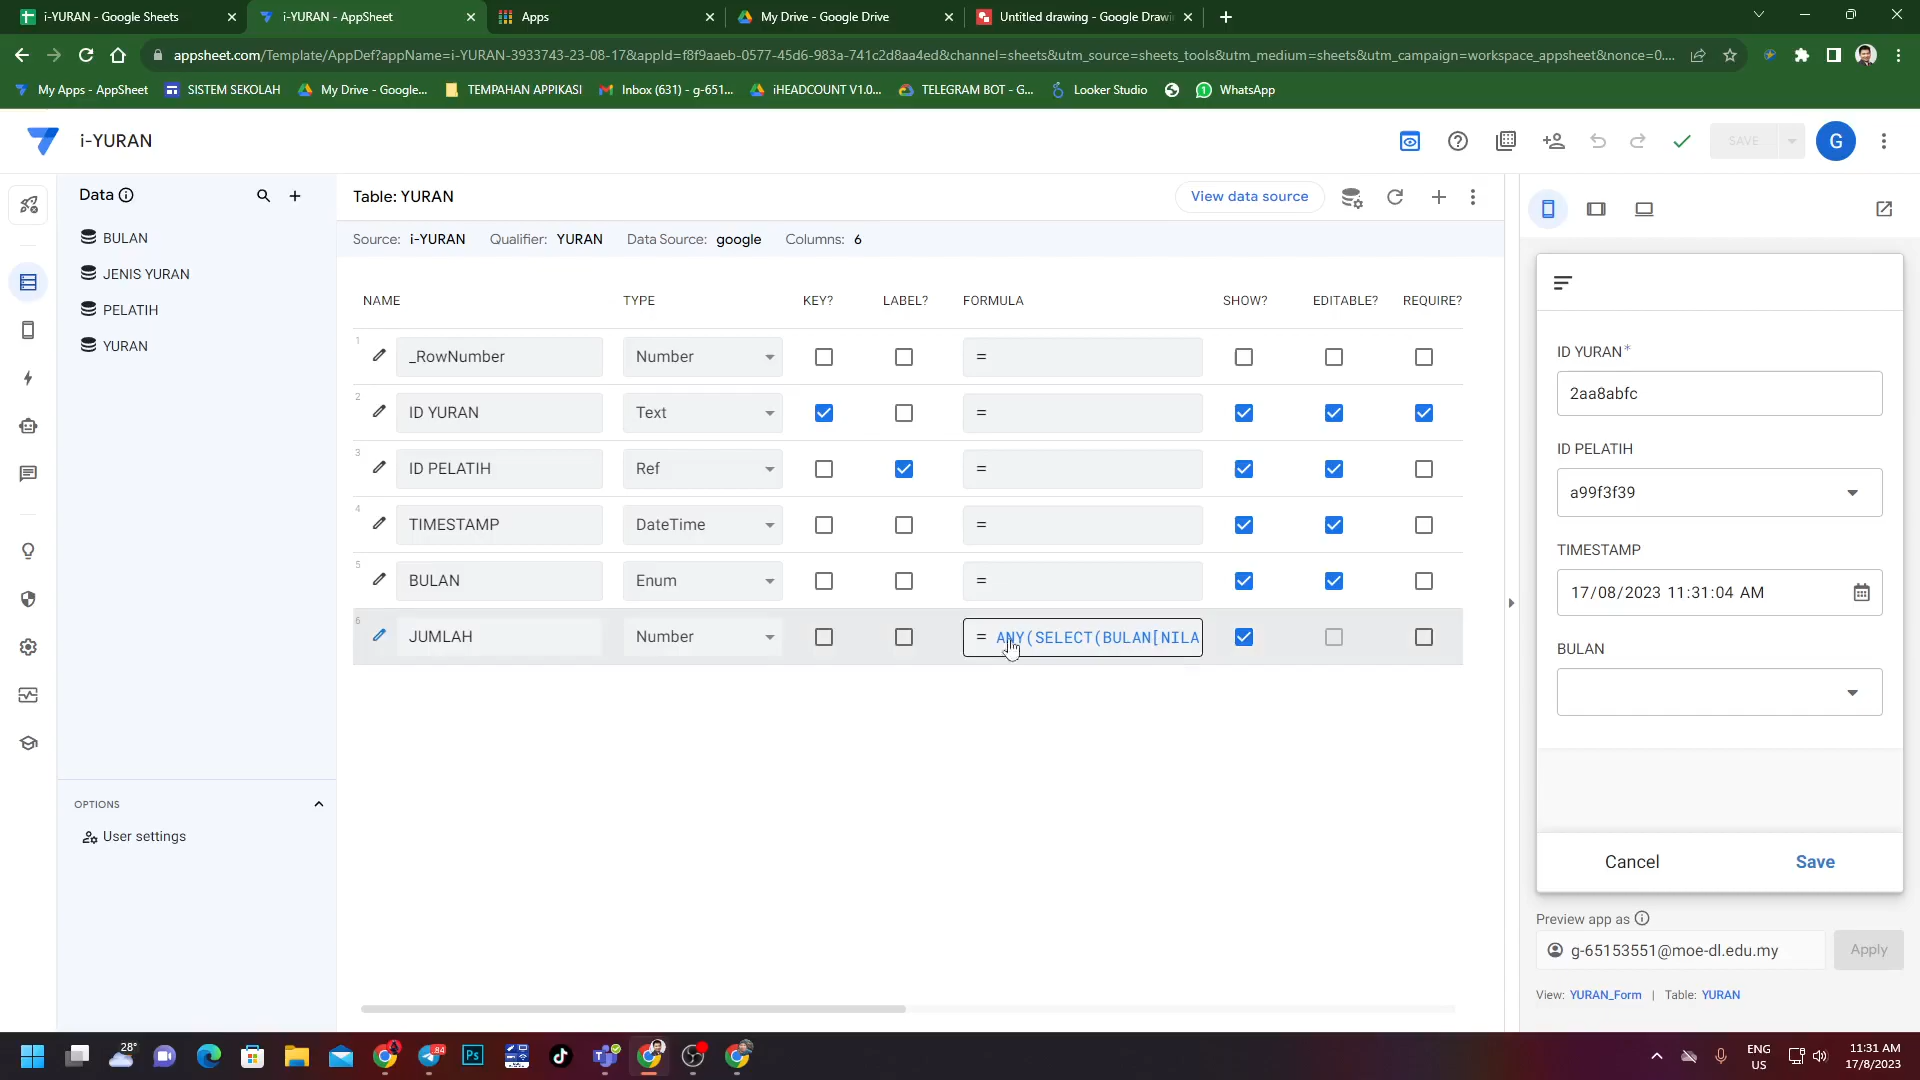 i-YURAN - Google Sheets
i-YURAN - AppSheet
Apps
My Drive - Google Drive
Untitled drawing - Google Drawi
appsheet.com/Template/AppDef?appName=i-YURAN-3933743-23-08-17&appId=f8f9aaeb-0577-45d6-983a-741c2d8aa4ed&channel=sheets&utm_source=sheets_tools&utm_medium=sheets&utm_campaign=workspace_appsheet&nonce=0....
My Apps - AppSheet
SISTEM SEKOLAH
My Drive - Google...
TEMPAHAN APPIKASI
Inbox (631) - g-651...
iHEADCOUNT V1.0...
TELEGRAM BOT - G...
Looker Studio
WhatsApp
i-YURAN
SAVE
G
Data
BULAN
JENIS YURAN
PELATIH
YURAN
OPTIONS
User settings
Table: YURAN
View data source
Source: i-YURAN Qualifier: YURAN Data Source: google Columns: 6
NAME TYPE KEY? LABEL? FORMULA SHOW? EDITABLE? REQUIRE?
1 _RowNumber Number =
2 ID YURAN Text =
3 ID PELATIH Ref =
4 TIMESTAMP DateTime =
5 BULAN Enum =
6 JUMLAH Number = ANY(SELECT(BULAN[NILA
ID YURAN*
2aa8abfc
ID PELATIH
a99f3f39
TIMESTAMP
17/08/2023 11:31:04 AM
BULAN
Cancel Save
Preview app as
g-65153551@moe-dl.edu.my
Apply
View: YURAN_Form | Table: YURAN
28°
84
Ps
ENG
US
11:31 AM
17/8/2023